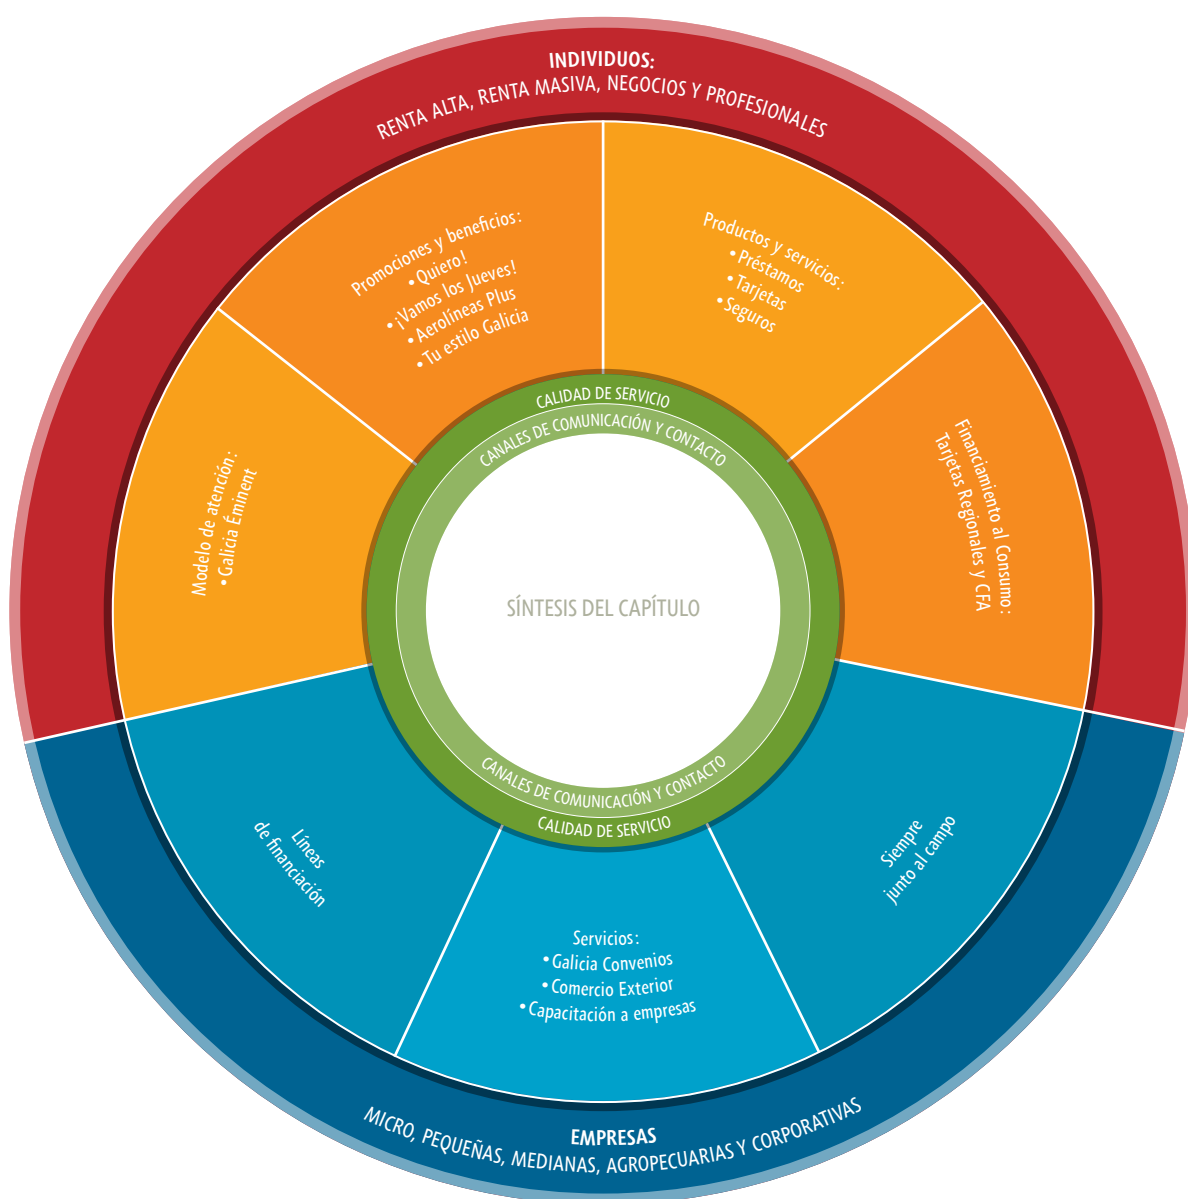 INDIVIDUOS:
RENTA ALTA, RENTA MASIVA, NEGOCIOS Y PROFESIONALES
Promociones y beneficios:
• Quiero!
• ¡Vamos los Jueves!
• Aerolíneas Plus
• Tu estilo Galicia
Productos y servicios:
• Préstamos
• Tarjetas
• Seguros
Modelo de atención:
• Galicia Éminent
Financiamiento al Consumo:
Tarjetas Regionales y CFA
CALIDAD DE SERVICIO
CANALES DE COMUNICACIÓN Y CONTACTO
SÍNTESIS DEL CAPÍTULO
CANALES DE COMUNICACIÓN Y CONTACTO
CALIDAD DE SERVICIO
Líneas
de financiación
Servicios:
• Galicia Convenios
• Comercio Exterior
• Capacitación a empresas
Siempre
junto al campo
EMPRESAS
MICRO, PEQUEÑAS, MEDIANAS, AGROPECUARIAS Y CORPORATIVAS